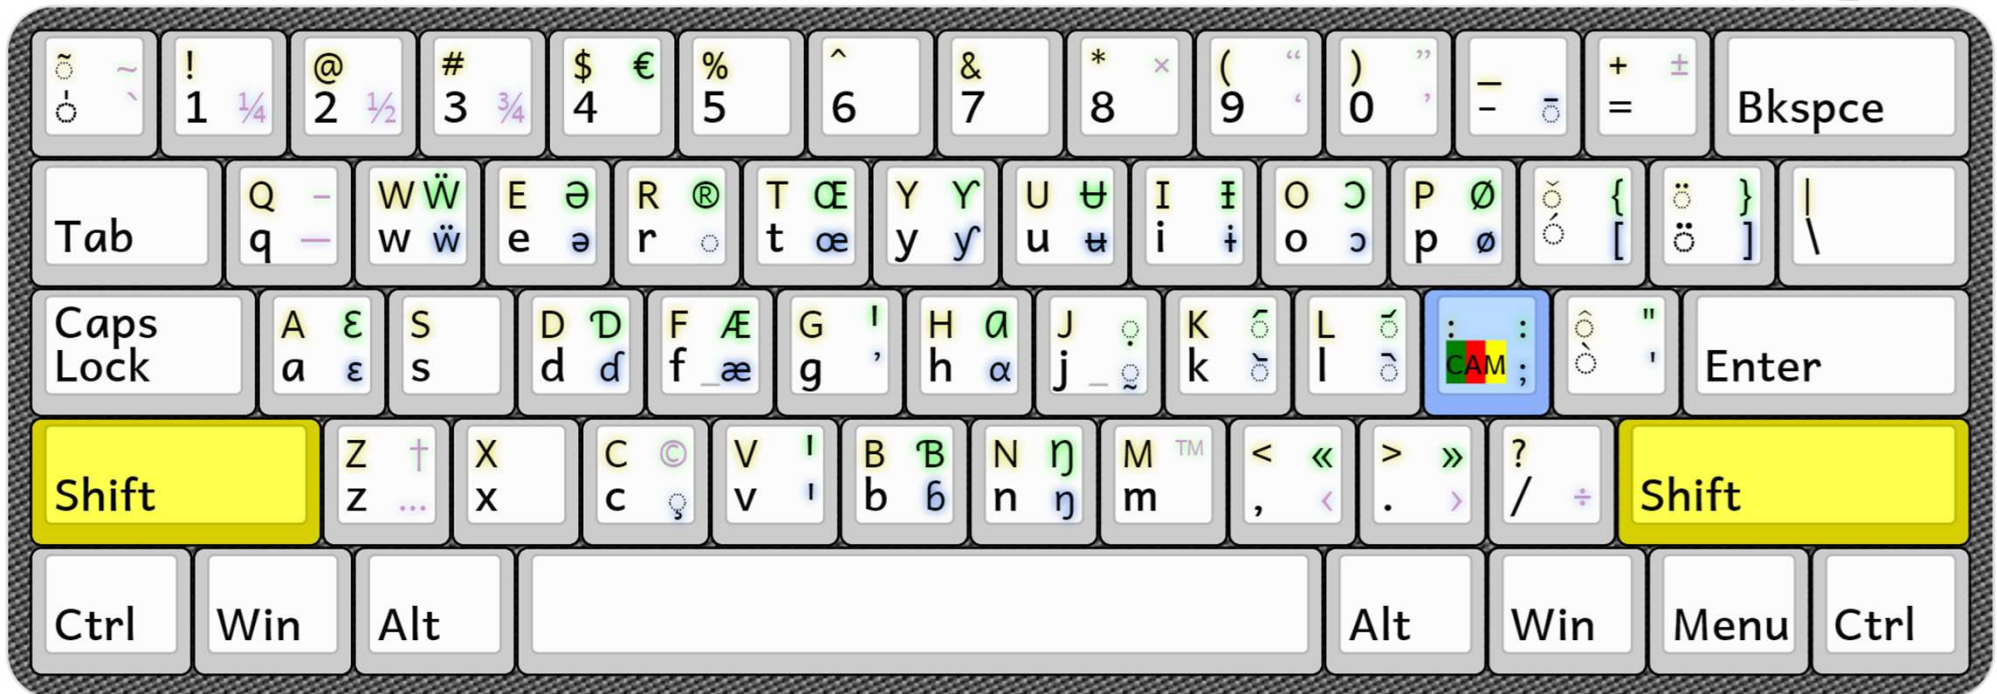 ◌̃ ~ ! @ # $ € % ^ & * × ( “ ) ” _ + ±
◌̍ ` 1 ¼ 2 ½ 3 ¾ 4 5 6 7 8 9 ‘ 0 ’ - ◌̄ = Bkspce
Q – W Ẅ E Ə R ® T Œ Y Ƴ U Ʉ I Ɨ O Ɔ P Ø ◌̌ { ◌̈ } |
Tab q — w ẅ e ə r ◌ t œ y ƴ u ʉ i ɨ o ɔ p ø ◌́ [ ◌̈ ] \
Caps A Ɛ S D Ɗ F Æ G ꞌ H Ɑ J ◌̣ K ◌᷄ L ◌᷇ : : ◌̂ "
Lock a ɛ s d ɗ f _æ g ’ h ɑ j _ ◌̰ k ◌᷅ l ◌᷆ CAM ; ◌̀ ' Enter
Z † X C © V ꞌ B Ɓ N Ŋ M ™ < « > » ?
Shift z … x c ◌̧ v ꞌ b ɓ n ŋ m , ‹ . › / ÷ Shift
Ctrl Win Alt Alt Win Menu Ctrl